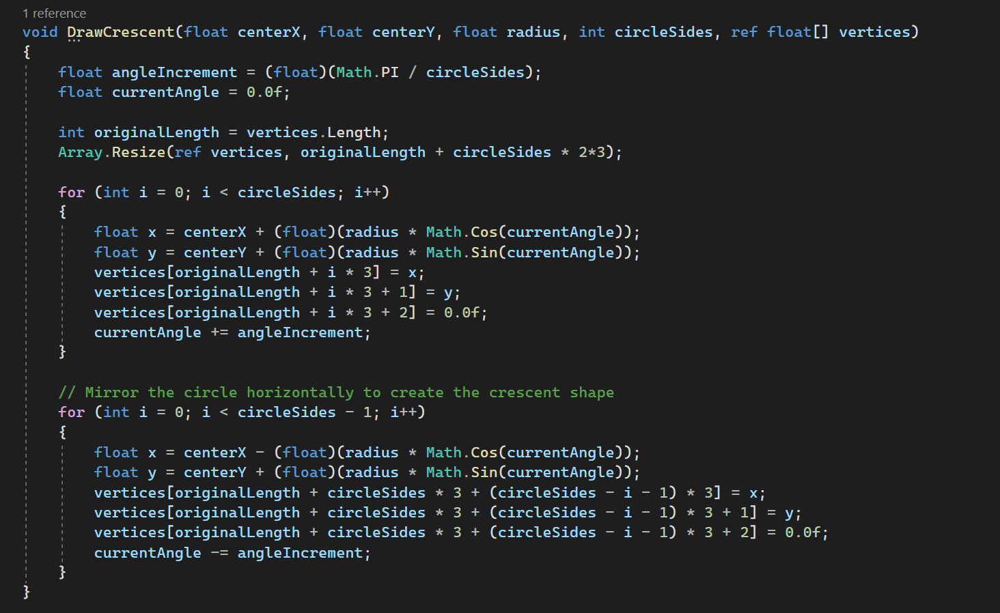 1 reference
void DrawCrescent(float centerX, float centerY, float radius, int circleSides, ref float[] vertices)
{
    float angleIncrement = (float)(Math.PI / circleSides);
    float currentAngle = 0.0f;

    int originalLength = vertices.Length;
    Array.Resize(ref vertices, originalLength + circleSides * 2*3);

    for (int i = 0; i < circleSides; i++)
    {
        float x = centerX + (float)(radius * Math.Cos(currentAngle));
        float y = centerY + (float)(radius * Math.Sin(currentAngle));
        vertices[originalLength + i * 3] = x;
        vertices[originalLength + i * 3 + 1] = y;
        vertices[originalLength + i * 3 + 2] = 0.0f;
        currentAngle += angleIncrement;
    }

    // Mirror the circle horizontally to create the crescent shape
    for (int i = 0; i < circleSides - 1; i++)
    {
        float x = centerX - (float)(radius * Math.Cos(currentAngle));
        float y = centerY + (float)(radius * Math.Sin(currentAngle));
        vertices[originalLength + circleSides * 3 + (circleSides - i - 1) * 3] = x;
        vertices[originalLength + circleSides * 3 + (circleSides - i - 1) * 3 + 1] = y;
        vertices[originalLength + circleSides * 3 + (circleSides - i - 1) * 3 + 2] = 0.0f;
        currentAngle -= angleIncrement;
    }
}